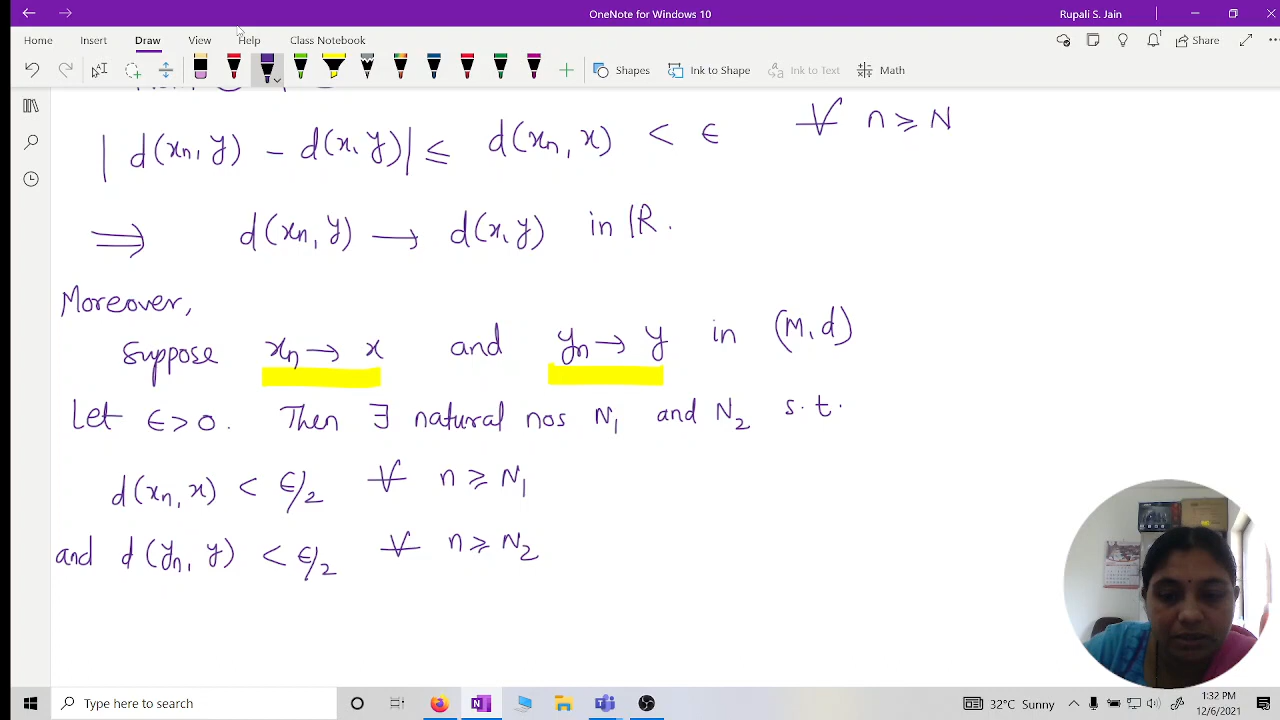 OneNote for Windows 10
Rupali S. Jain
Home Insert Draw View Help Class Notebook Share
Shapes Ink to Shape Ink to Text Math
| d(xn, y) - d(x, y)| ≤ d(xn, x) < ϵ ∀ n ≥ N
⟹ d(xn, y) → d(x, y) in ℝ.
Moreover,
suppose xn → x and yn → y in (M, d)
Let ϵ > 0. Then ∃ natural nos N1 and N2 s.t.
d(xn, x) < ϵ/2 ∀ n ≥ N1
and d(yn, y) < ϵ/2 ∀ n ≥ N2
Type here to search
32°C Sunny
1:32 PM
12/6/2021